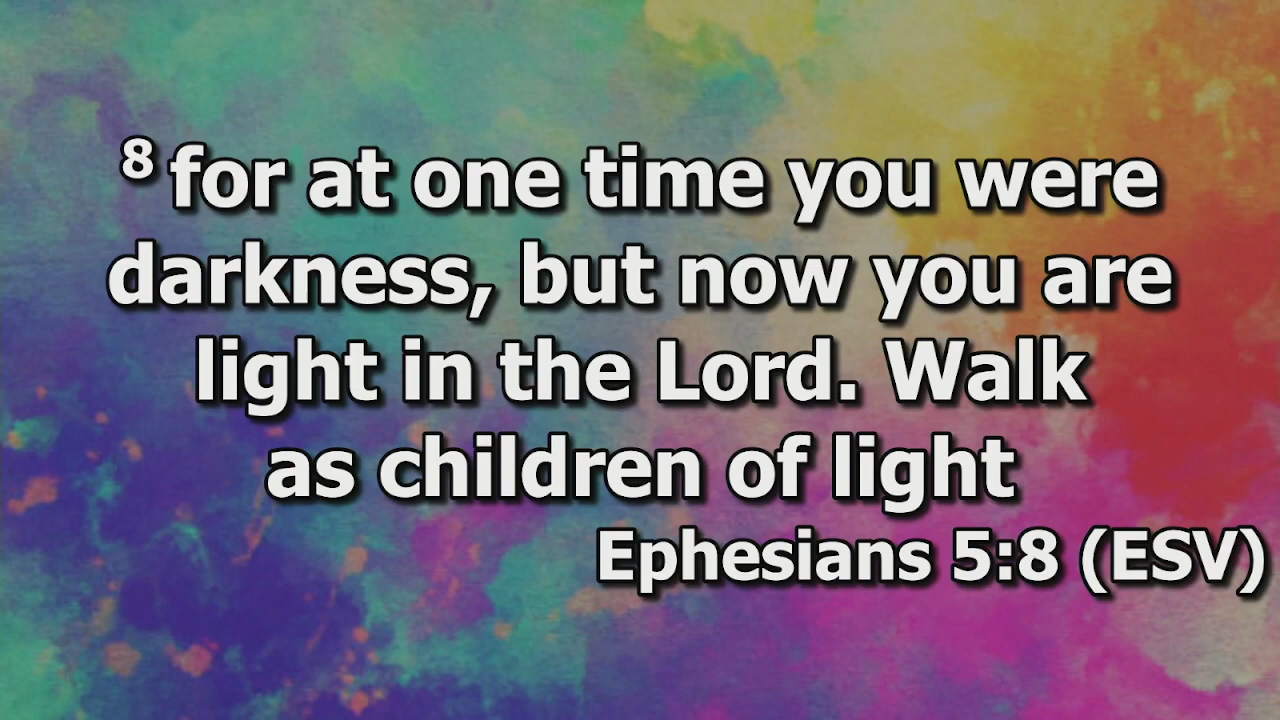 8 for at one time you were
darkness, but now you are
light in the Lord. Walk
as children of light
Ephesians 5:8 (ESV)